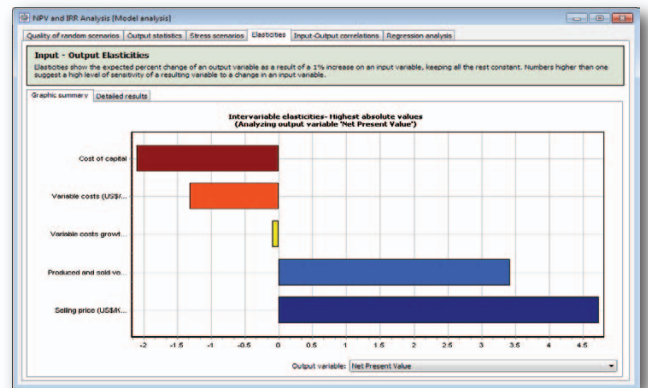 NPV and IRR Analysis [Model analysis]
Quality of random scenarios Output statistics Stress scenarios Elasticities Input-Output correlations Regression analysis
Input - Output Elasticities
Elasticities show the expected percent change of an output variable as a result of a 1% increase on an input variable, keeping all the rest constant. Numbers higher than one
suggest a high level of sensitivity of a resulting variable to a change in an input variable.
Graphic summary Detailed results
Intervariable elasticities- Highest absolute values
(Analyzing output variable 'Net Present Value')
Cost of capital
Variable costs (US$/...
Variable costs growt...
Produced and sold vo...
Selling price (US$/K...
-2 -1.5 -1 -0.5 0 0.5 1 1.5 2 2.5 3 3.5 4 4.5
Output variable: Net Present Value